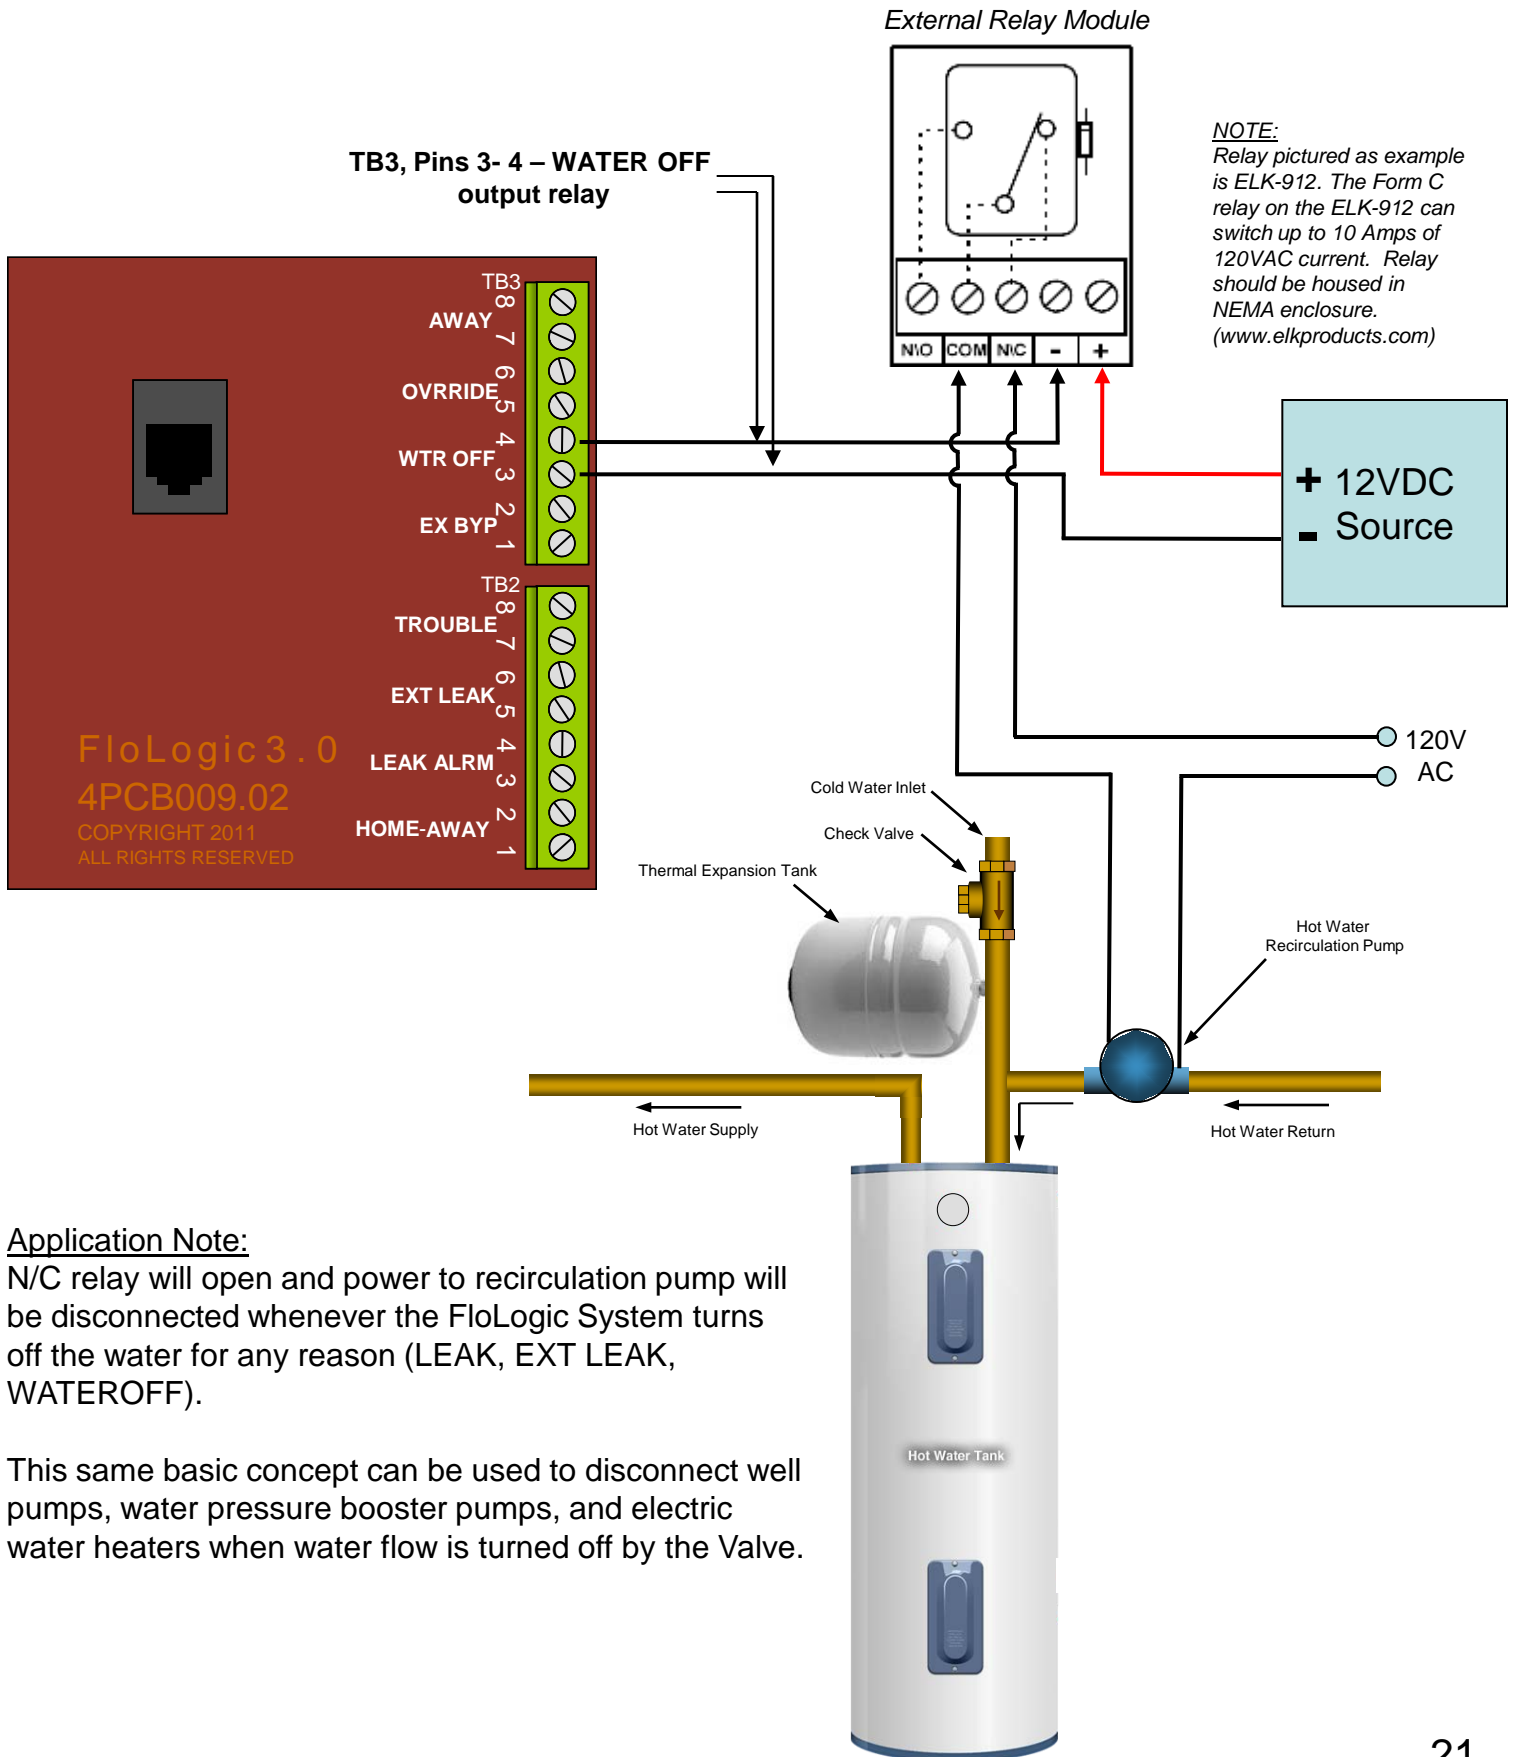 External Relay Module
NOTE:
Relay pictured as example
is ELK-912. The Form C
relay on the ELK-912 can
switch up to 10 Amps of
120VAC current. Relay
should be housed in
NEMA enclosure.
(www.elkproducts.com)
TB3, Pins 3- 4 – WATER OFF
output relay
N\O COM N\C - +
TB3
8
AWAY
7
6
OVRRIDE
5
4
WTR OFF
3
2
EX BYP
1
TB2
8
TROUBLE
7
6
EXT LEAK
5
4
LEAK ALRM
3
2
HOME-AWAY
1
FloLogic3.0
4PCB009.02
COPYRIGHT 2011
ALL RIGHTS RESERVED
+ 12VDC
- Source
120V
AC
Cold Water Inlet
Check Valve
Thermal Expansion Tank
Hot Water
Recirculation Pump
Hot Water Supply
Hot Water Return
Hot Water Tank
Application Note:
N/C relay will open and power to recirculation pump will
be disconnected whenever the FloLogic System turns
off the water for any reason (LEAK, EXT LEAK,
WATEROFF).
This same basic concept can be used to disconnect well
pumps, water pressure booster pumps, and electric
water heaters when water flow is turned off by the Valve.
21